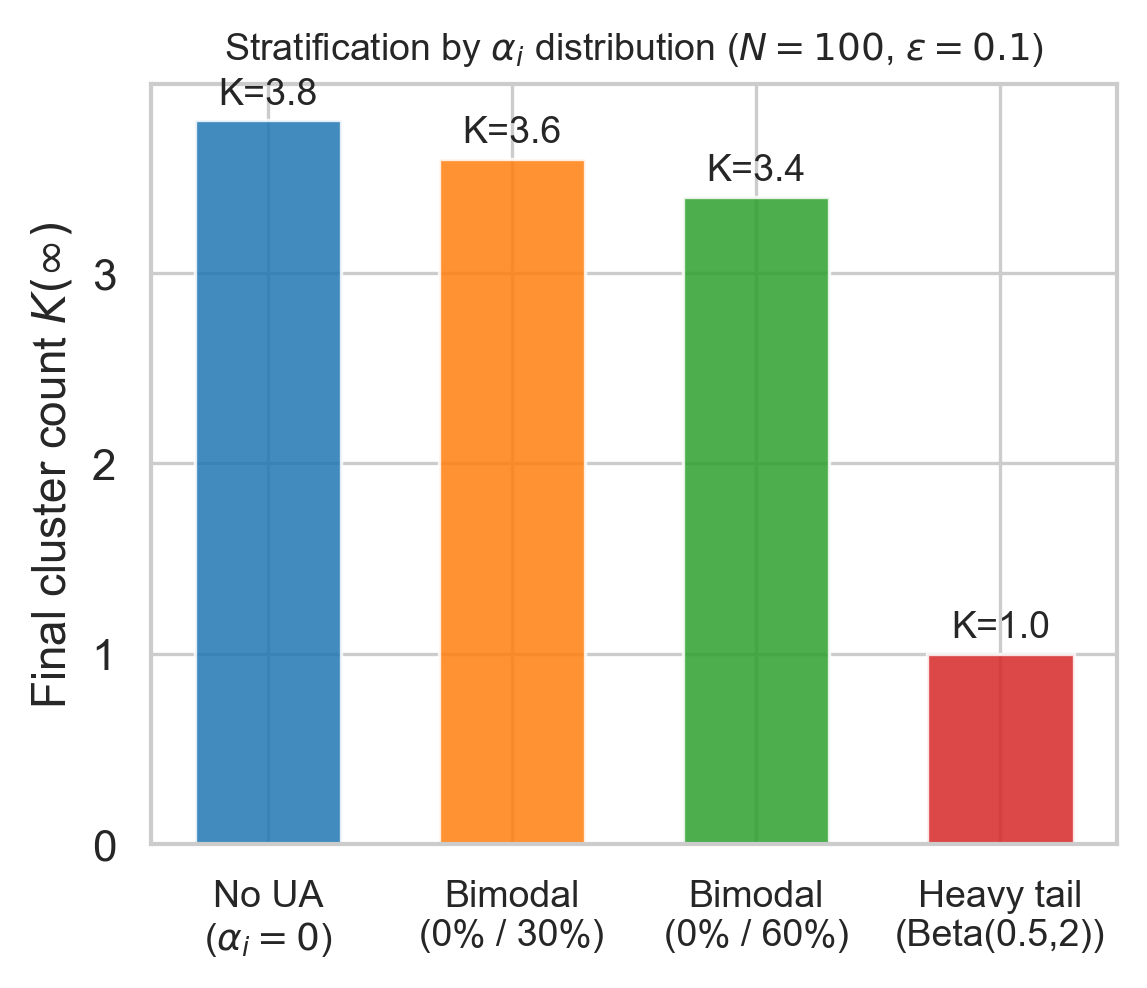 Stratification by αᵢ distribution (N = 100, ε = 0.1)
Final cluster count K(∞)
K=3.8
K=3.6
K=3.4
K=1.0
3
2
1
0
No UA
(αᵢ = 0)
Bimodal
(0% / 30%)
Bimodal
(0% / 60%)
Heavy tail
(Beta(0.5,2))